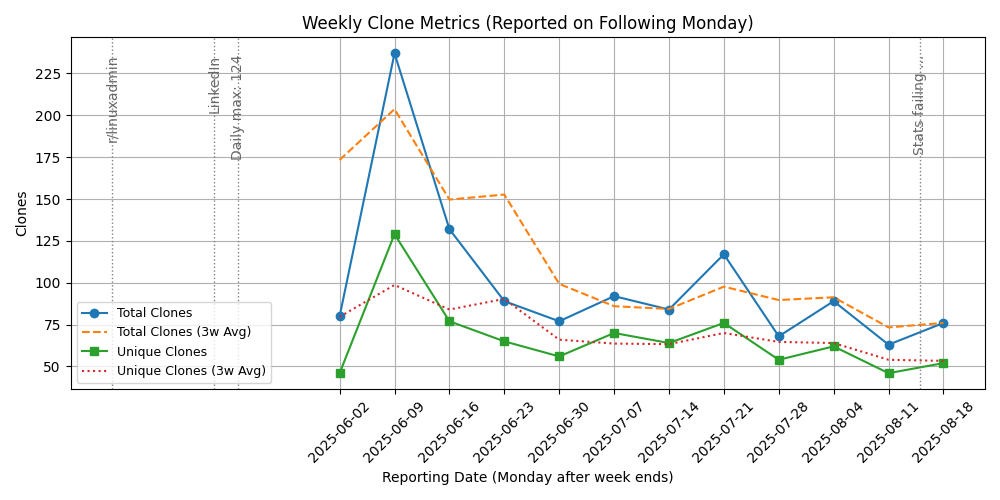 Weekly Clone Metrics (Reported on Following Monday)
r/linuxadmin
LinkedIn
Daily max: 124
Stats failing ...
Clones
225
200
175
150
125
100
75
50
Total Clones
Total Clones (3w Avg)
Unique Clones
Unique Clones (3w Avg)
2025-06-02
2025-06-09
2025-06-16
2025-06-23
2025-06-30
2025-07-07
2025-07-14
2025-07-21
2025-07-28
2025-08-04
2025-08-11
2025-08-18
Reporting Date (Monday after week ends)